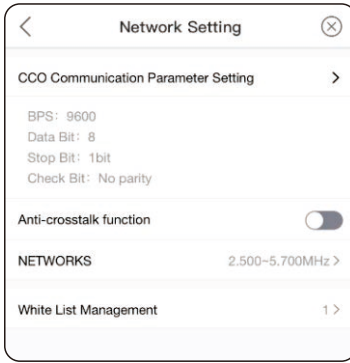 Network Setting
CCO Communication Parameter Setting
BPS: 9600
Data Bit: 8
Stop Bit: 1bit
Check Bit: No parity
Anti-crosstalk function
NETWORKS 2.500~5.700MHz
White List Management 1